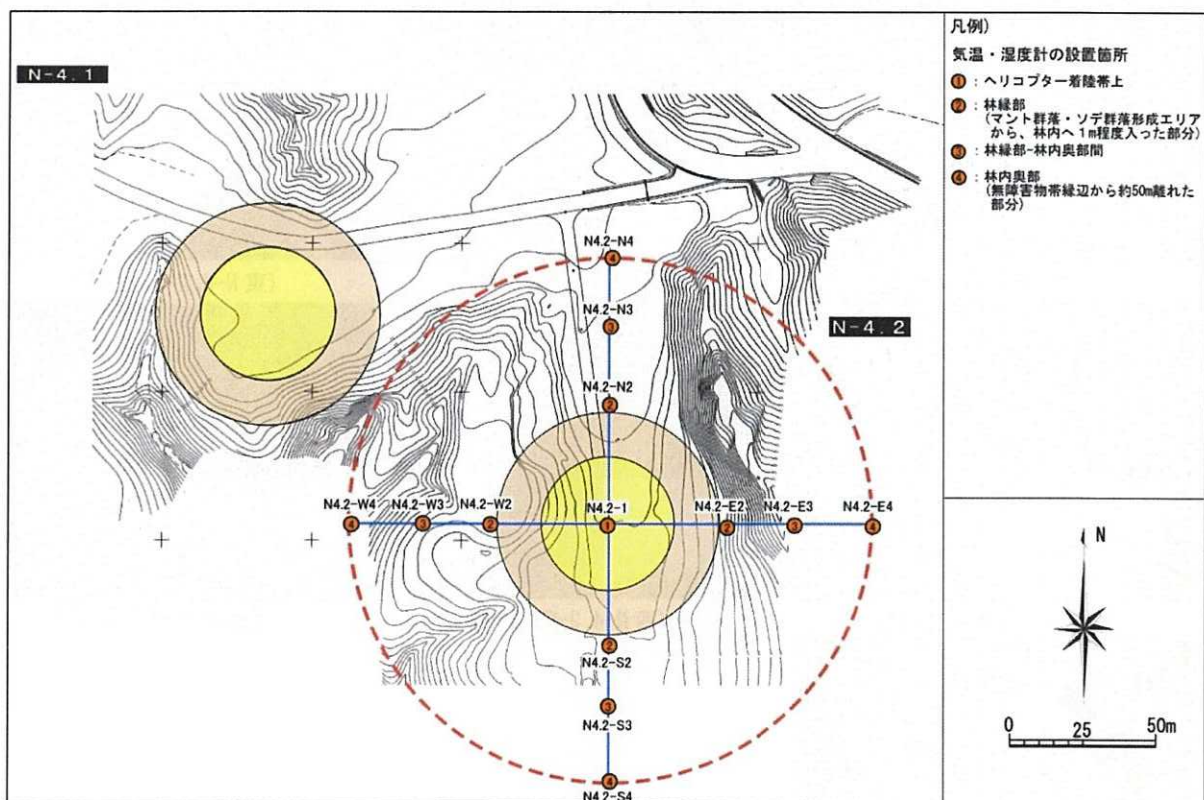 N-4.1
N4.2-N4
N4.2-N3
N-4.2
N4.2-N2
N4.2-W4
N4.2-W3
N4.2-W2
N4.2-1
N4.2-E2
N4.2-E3
N4.2-E4
N4.2-S2
N4.2-S3
N4.2-S4
凡例)
気温・湿度計の設置箇所
① : ヘリコプター着陸帯上
② : 林縁部
(マント群落・ソデ群落形成エリア
から、林内へ1m程度入った部分)
③ : 林縁部-林内奥部間
④ : 林内奥部
(無障害物帯縁辺から約50m離れた
部分)
N
0 25 50m